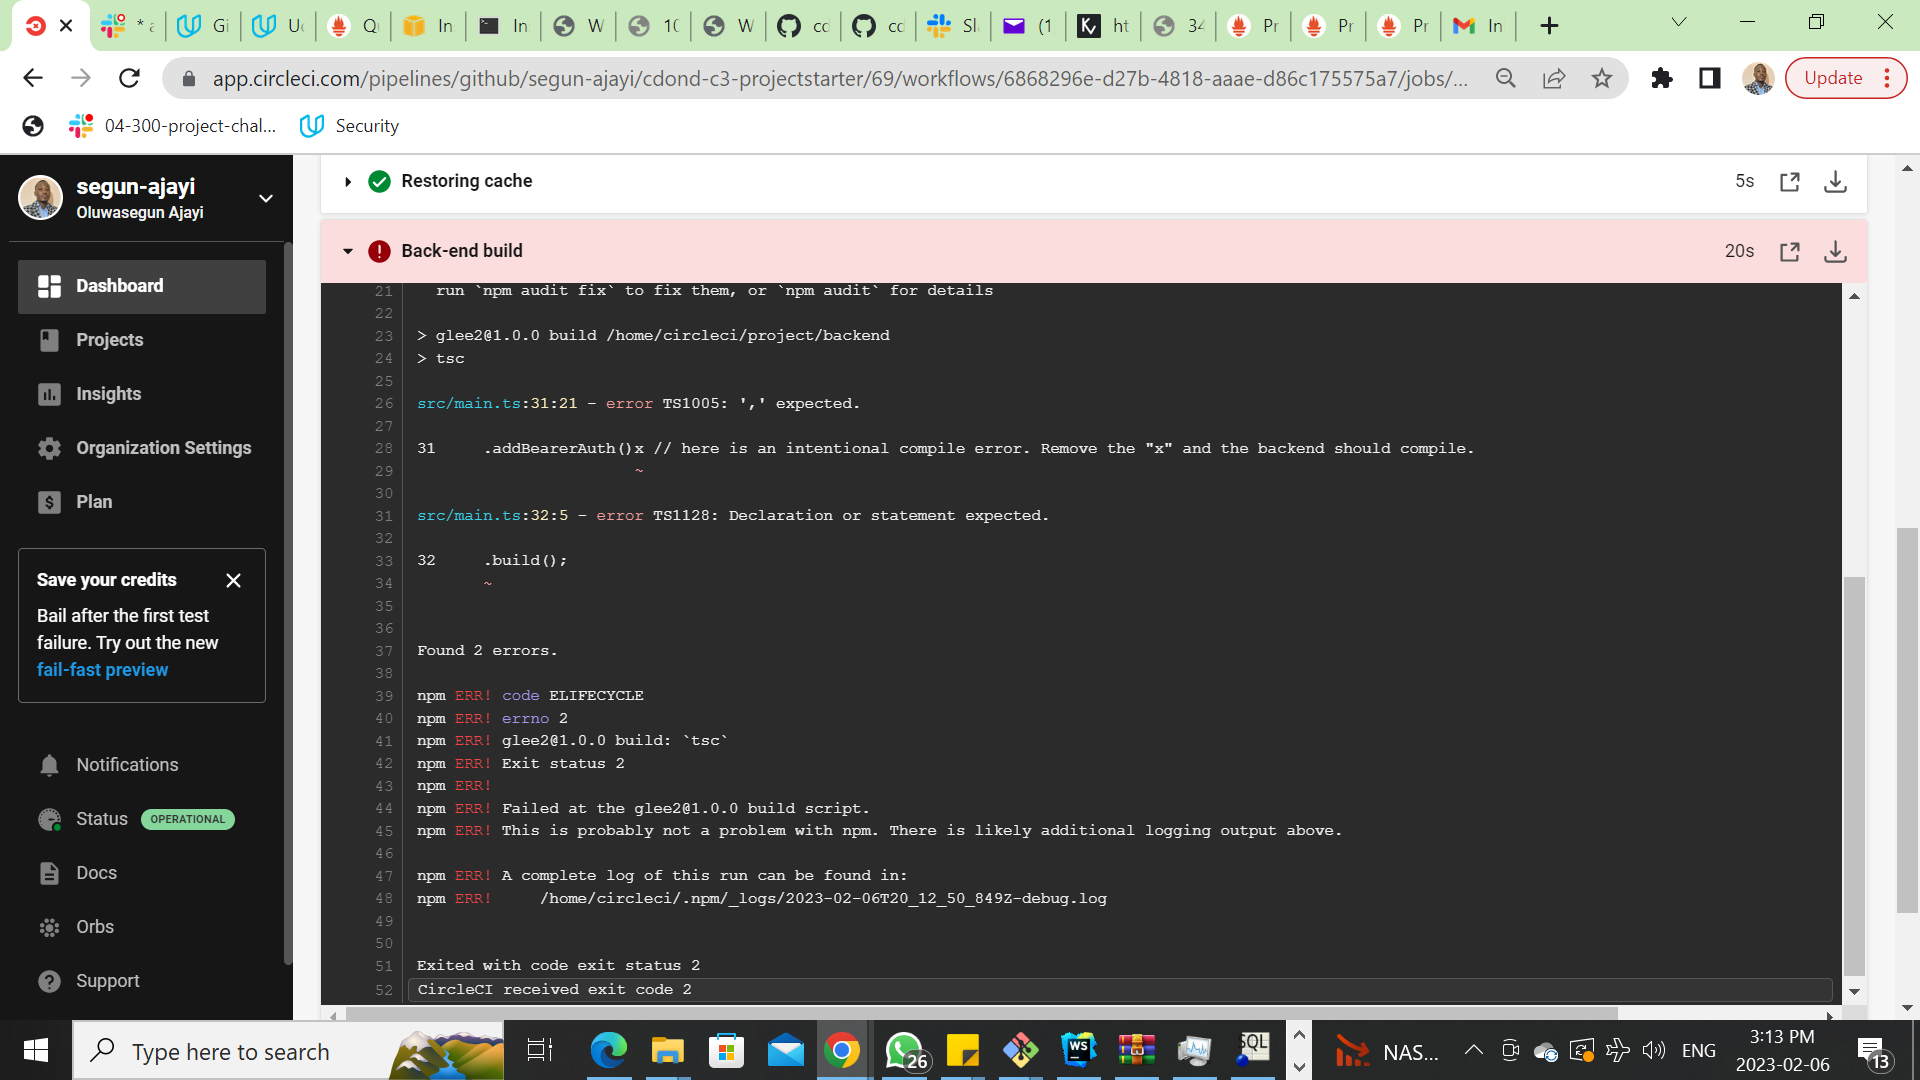 * a
Gi
Uc
Q
In
In
W
10
W
cc
cc
Sl
(1
ht
34
Pr
Pr
Pr
In
app.circleci.com/pipelines/github/segun-ajayi/cdond-c3-projectstarter/69/workflows/6868296e-d27b-4818-aaae-d86c175575a7/jobs/...
Update
04-300-project-chal...
Security
segun-ajayi
Oluwasegun Ajayi
Dashboard
Projects
Insights
Organization Settings
Plan
Save your credits
Bail after the first test
failure. Try out the new
fail-fast preview
Notifications
Status OPERATIONAL
Docs
Orbs
Support
Restoring cache 5s
Back-end build 20s
21 run `npm audit fix` to fix them, or `npm audit` for details
22
23 > glee2@1.0.0 build /home/circleci/project/backend
24 > tsc
25
26 src/main.ts:31:21 - error TS1005: ',' expected.
27
28 31 .addBearerAuth()x // here is an intentional compile error. Remove the "x" and the backend should compile.
29 ~
30
31 src/main.ts:32:5 - error TS1128: Declaration or statement expected.
32
33 32 .build();
34 ~
35
36
37 Found 2 errors.
38
39 npm ERR! code ELIFECYCLE
40 npm ERR! errno 2
41 npm ERR! glee2@1.0.0 build: `tsc`
42 npm ERR! Exit status 2
43 npm ERR!
44 npm ERR! Failed at the glee2@1.0.0 build script.
45 npm ERR! This is probably not a problem with npm. There is likely additional logging output above.
46
47 npm ERR! A complete log of this run can be found in:
48 npm ERR! /home/circleci/.npm/_logs/2023-02-06T20_12_50_849Z-debug.log
49
50
51 Exited with code exit status 2
52 CircleCI received exit code 2
Type here to search
26
WS
SQL
NAS...
ENG
3:13 PM
2023-02-06
13